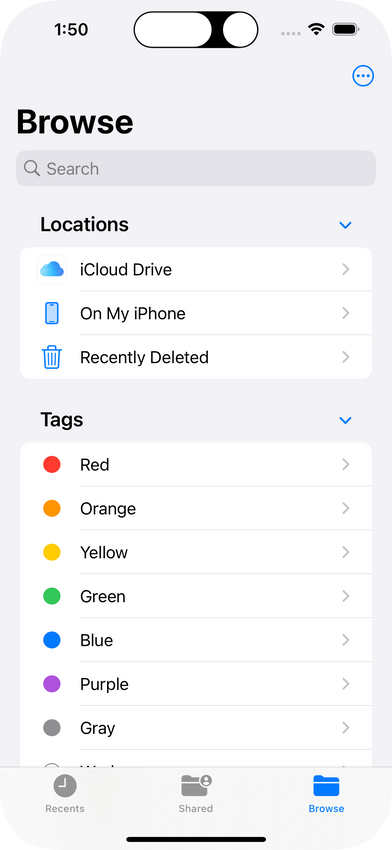 1:50
Browse
Search
Locations
iCloud Drive
On My iPhone
Recently Deleted
Tags
Red
Orange
Yellow
Green
Blue
Purple
Gray
Recents
Shared
Browse